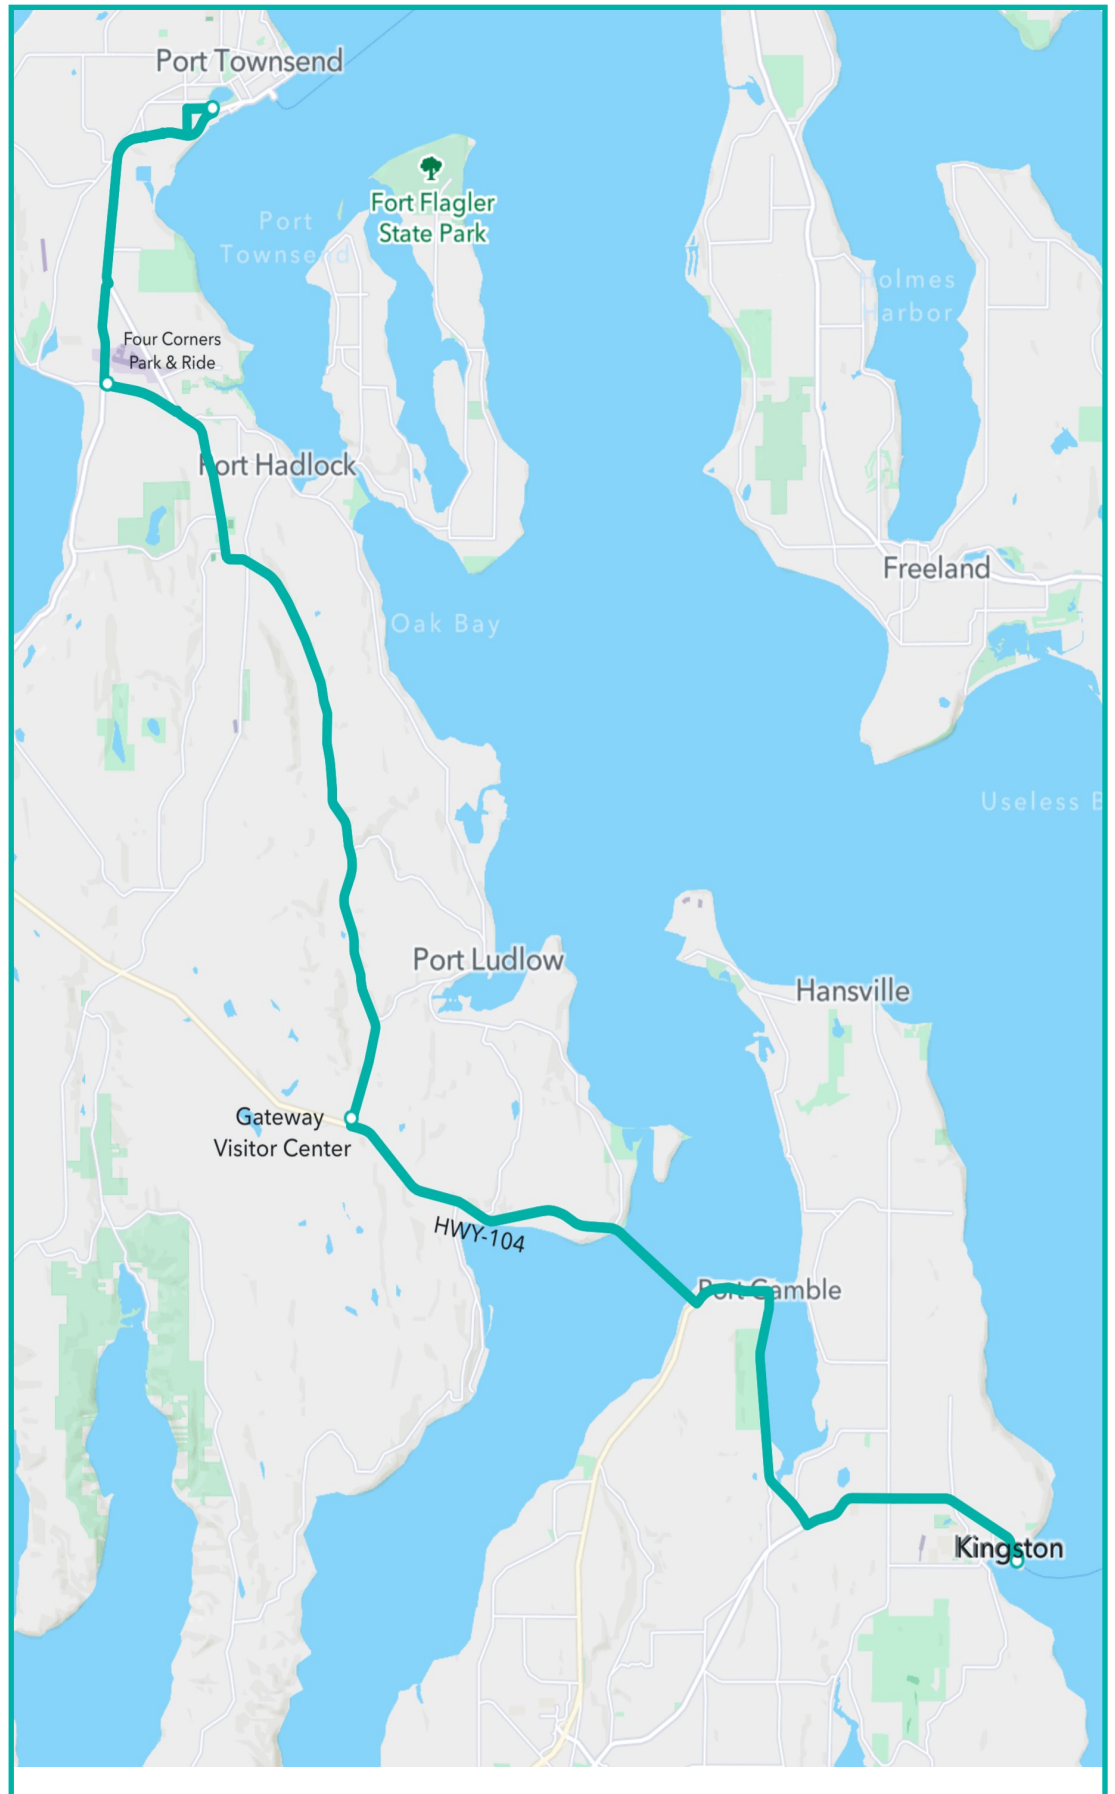 Port Townsend
Fort Flagler
State Park
Port
Townsend
Holmes
Harbor
Four Corners
Park & Ride
Port Hadlock
Freeland
Oak Bay
Useless B
Port Ludlow
Hansville
Gateway
Visitor Center
HWY-104
Port Gamble
Kingston